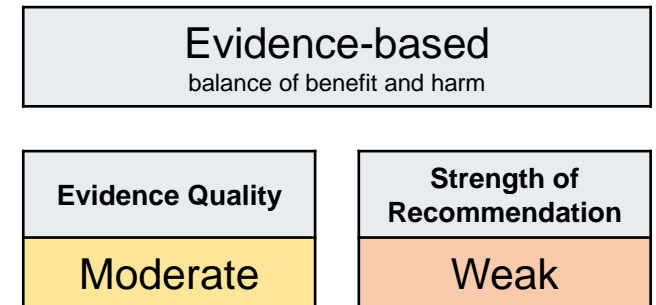 Evidence-based
balance of benefit and harm
Evidence Quality
Moderate
Strength of
Recommendation
Weak